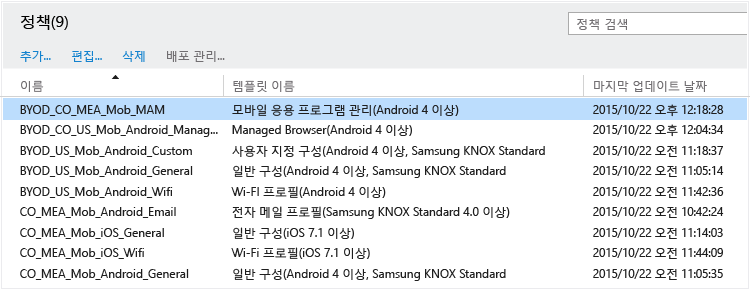 정책(9)
정책 검색
추가... 편집... 삭제 배포 관리...
이름 템플릿 이름 마지막 업데이트 날짜
BYOD_CO_MEA_Mob_MAM 모바일 응용 프로그램 관리(Android 4 이상) 2015/10/22 오후 12:18:28
BYOD_CO_US_Mob_Android_Manag... Managed Browser(Android 4 이상) 2015/10/22 오후 12:04:34
BYOD_US_Mob_Android_Custom 사용자 지정 구성(Android 4 이상, Samsung KNOX Standard 2015/10/22 오전 11:18:37
BYOD_US_Mob_Android_General 일반 구성(Android 4 이상, Samsung KNOX Standard 2015/10/22 오전 11:05:14
BYOD_US_Mob_Android_Wifi Wi-FI 프로필(Android 4 이상) 2015/10/22 오전 11:42:36
CO_MEA_Mob_Android_Email 전자 메일 프로필(Samsung KNOX Standard 4.0 이상) 2015/10/22 오전 10:42:24
CO_MEA_Mob_iOS_General 일반 구성(iOS 7.1 이상) 2015/10/22 오전 11:14:03
CO_MEA_Mob_iOS_Wifi Wi-Fi 프로필(iOS 7.1 이상) 2015/10/22 오전 11:44:09
CO_MEA_Mob_Android_General 일반 구성(Android 4 이상, Samsung KNOX Standard 2015/10/22 오전 11:05:35